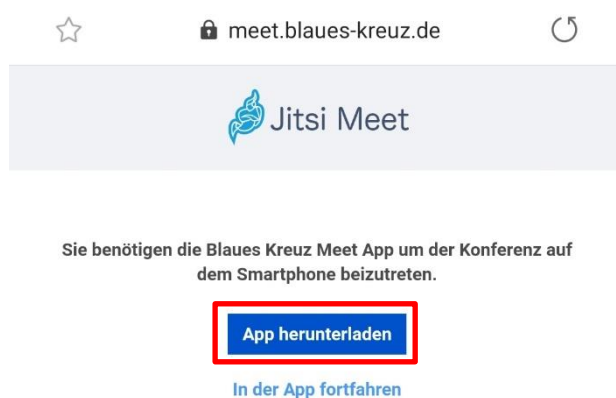 meet.blaues-kreuz.de
Jitsi Meet
Sie benötigen die Blaues Kreuz Meet App um der Konferenz auf
dem Smartphone beizutreten.
App herunterladen
In der App fortfahren